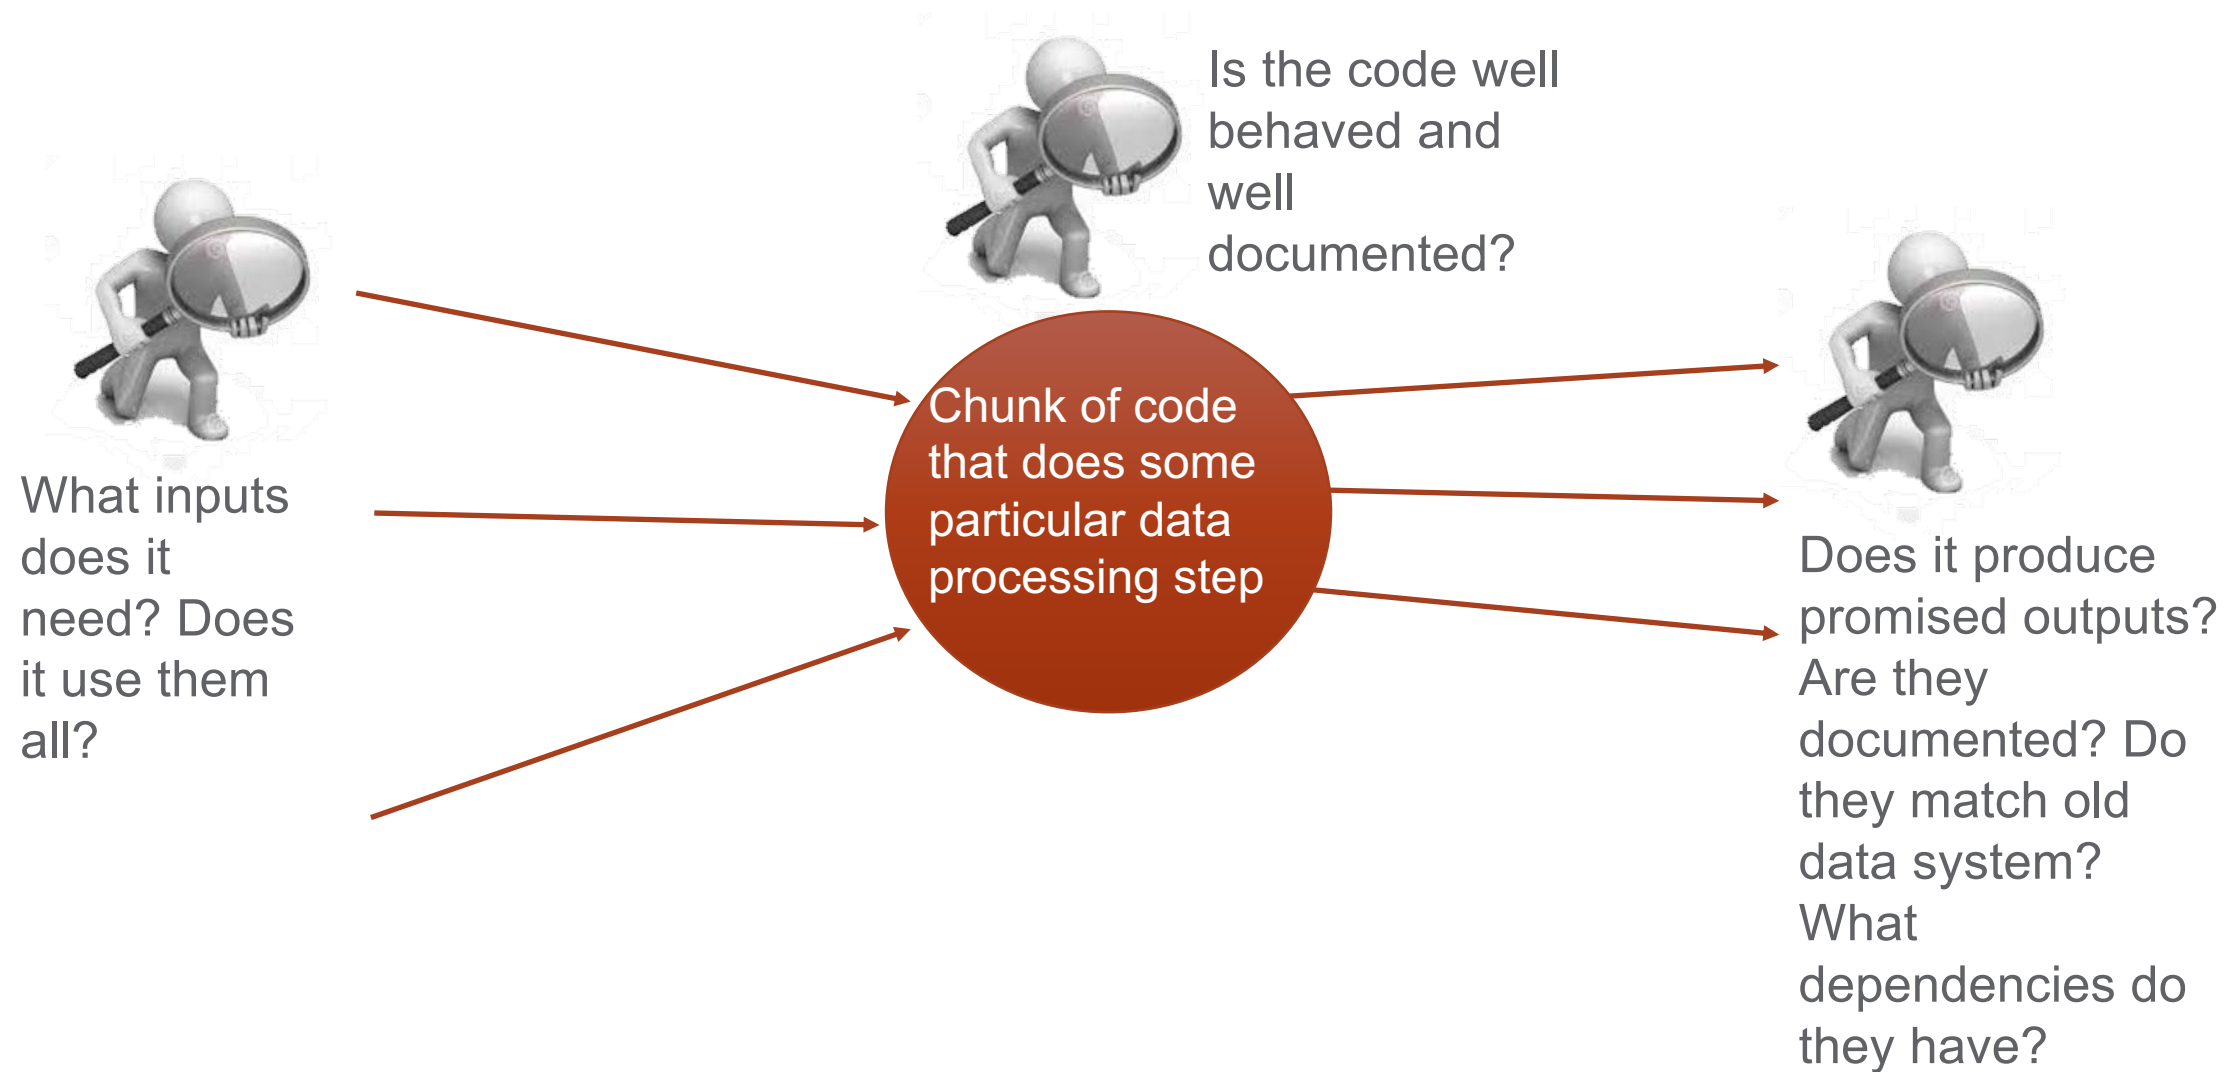 Is the code well
behaved and
well
documented?
What inputs
does it
need? Does
it use them
all?
Chunk of code
that does some
particular data
processing step
Does it produce
promised outputs?
Are they
documented? Do
they match old
data system?
What
dependencies do
they have?